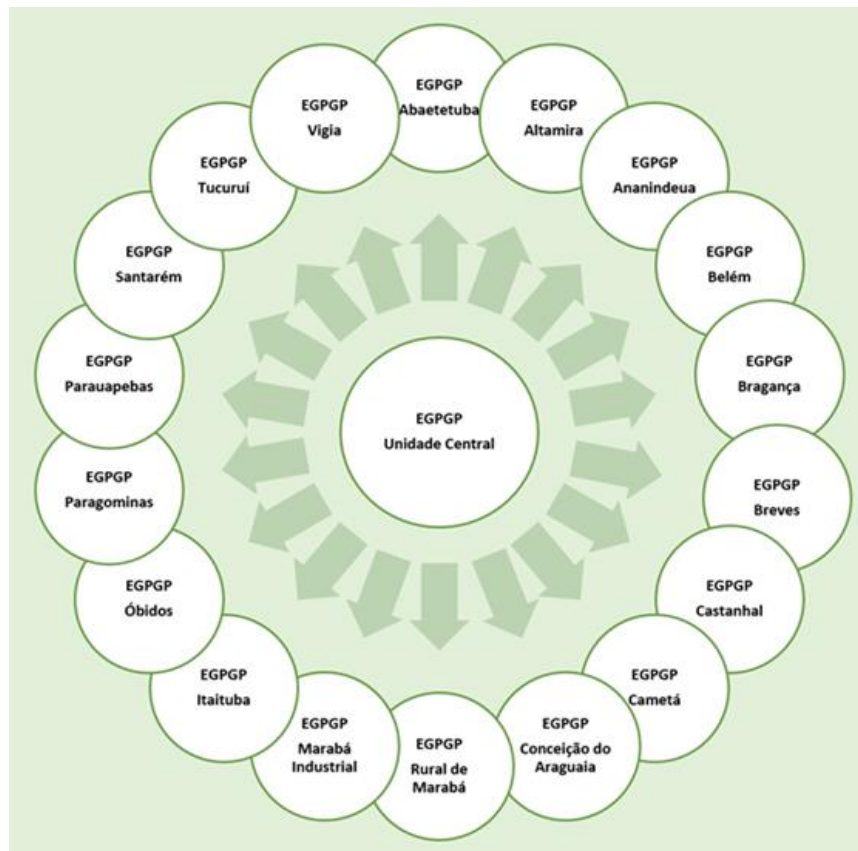 EGPGP
Abaetetuba
EGPGP
Altamira
EGPGP
Ananindeua
EGPGP
Belém
EGPGP
Bragança
EGPGP
Breves
EGPGP
Castanhal
EGPGP
Cametá
EGPGP
Conceição do
Araguaia
EGPGP
Rural de
Marabá
EGPGP
Marabá
Industrial
EGPGP
Itaituba
EGPGP
Óbidos
EGPGP
Paragominas
EGPGP
Parauapebas
EGPGP
Santarém
EGPGP
Tucuruí
EGPGP
Vigia
EGPGP
Unidade Central